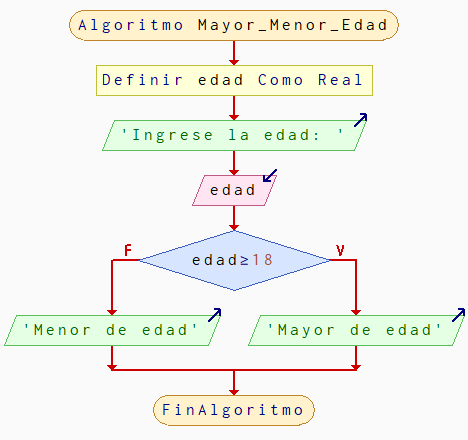 Algoritmo Mayor_Menor_Edad
Definir edad Como Real
'Ingrese la edad: '
edad
F
edad≥18
V
'Menor de edad'
'Mayor de edad'
FinAlgoritmo